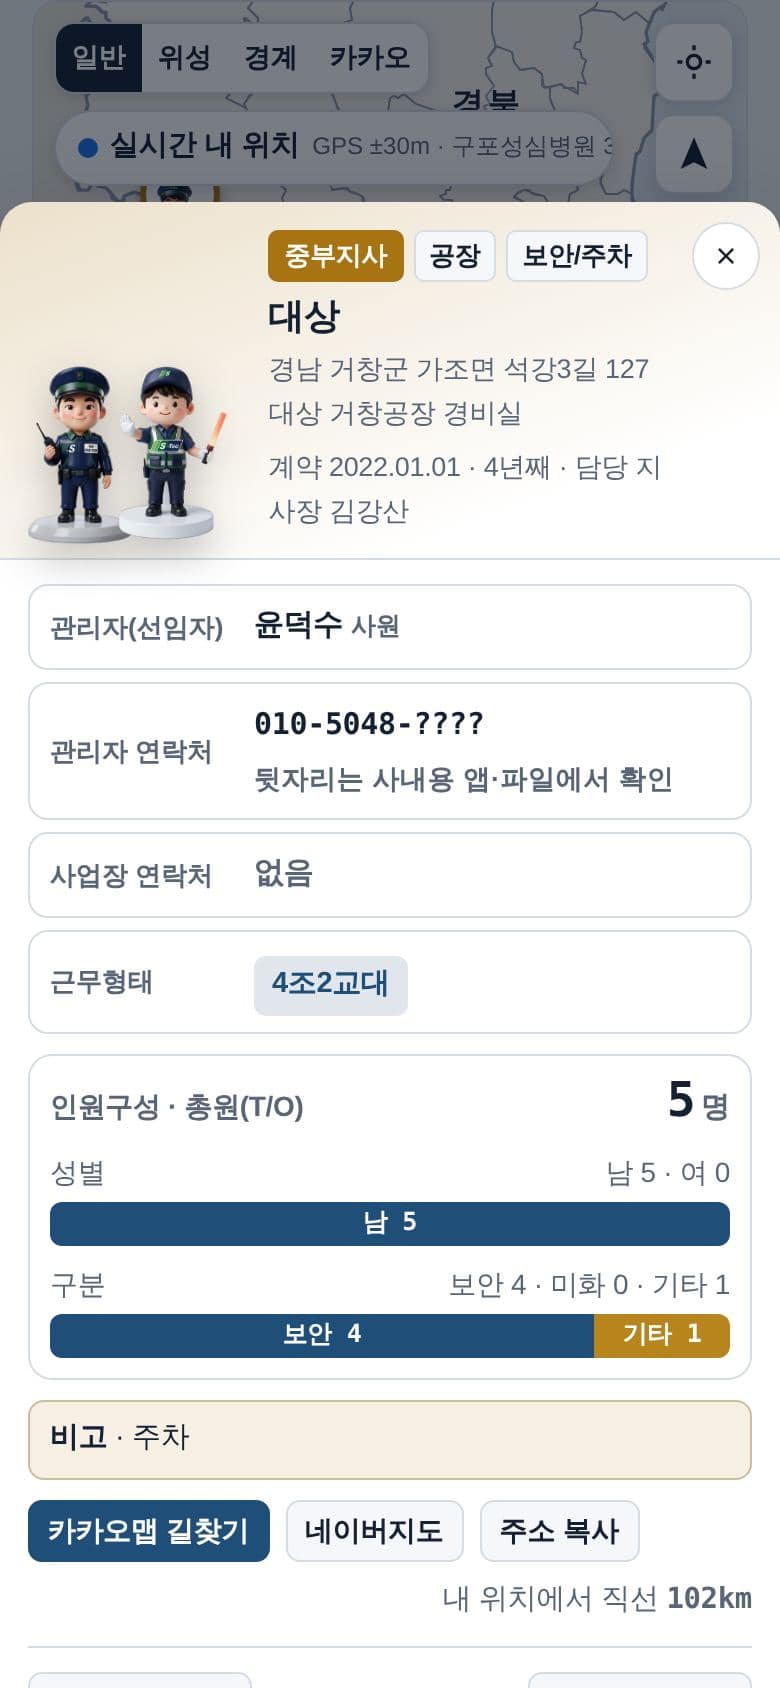 일반 위성 경계 카카오
경북
실시간 내 위치 GPS ±30m · 구포성심병원
중부지사 공장 보안/주차
대상
경남 거창군 가조면 석강3길 127
대상 거창공장 경비실
계약 2022.01.01 · 4년째 · 담당 지
사장 김강산
관리자(선임자) 윤덕수 사원
관리자 연락처 010-5048-????
뒷자리는 사내용 앱·파일에서 확인
사업장 연락처 없음
근무형태 4조2교대
인원구성 · 총원(T/O) 5 명
성별 남 5 · 여 0
남 5
구분 보안 4 · 미화 0 · 기타 1
보안 4 기타 1
비고 · 주차
카카오맵 길찾기 네이버지도 주소 복사
내 위치에서 직선 102km